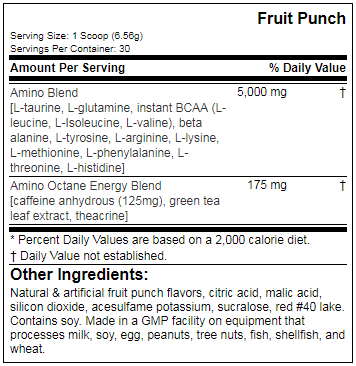 Fruit Punch
Serving Size: 1 Scoop (6.56g)
Servings Per Container: 30
Amount Per Serving % Daily Value
Amino Blend 5,000 mg †
[L-taurine, L-glutamine, instant BCAA (L-
leucine, L-Isoleucine, L-valine), beta
alanine, L-tyrosine, L-arginine, L-lysine,
L-methionine, L-phenylalanine, L-
threonine, L-histidine]
Amino Octane Energy Blend 175 mg †
[caffeine anhydrous (125mg), green tea
leaf extract, theacrine]
* Percent Daily Values are based on a 2,000 calorie diet.
† Daily Value not established.
Other Ingredients:
Natural & artificial fruit punch flavors, citric acid, malic acid,
silicon dioxide, acesulfame potassium, sucralose, red #40 lake.
Contains soy. Made in a GMP facility on equipment that
processes milk, soy, egg, peanuts, tree nuts, fish, shellfish, and
wheat.